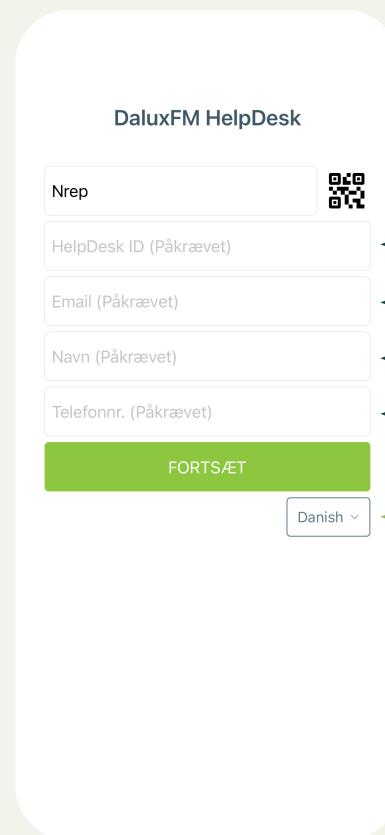 DaluxFM HelpDesk
Nrep
HelpDesk ID (Påkrævet)
Email (Påkrævet)
Navn (Påkrævet)
Telefonnr. (Påkrævet)
FORTSÆT
Danish